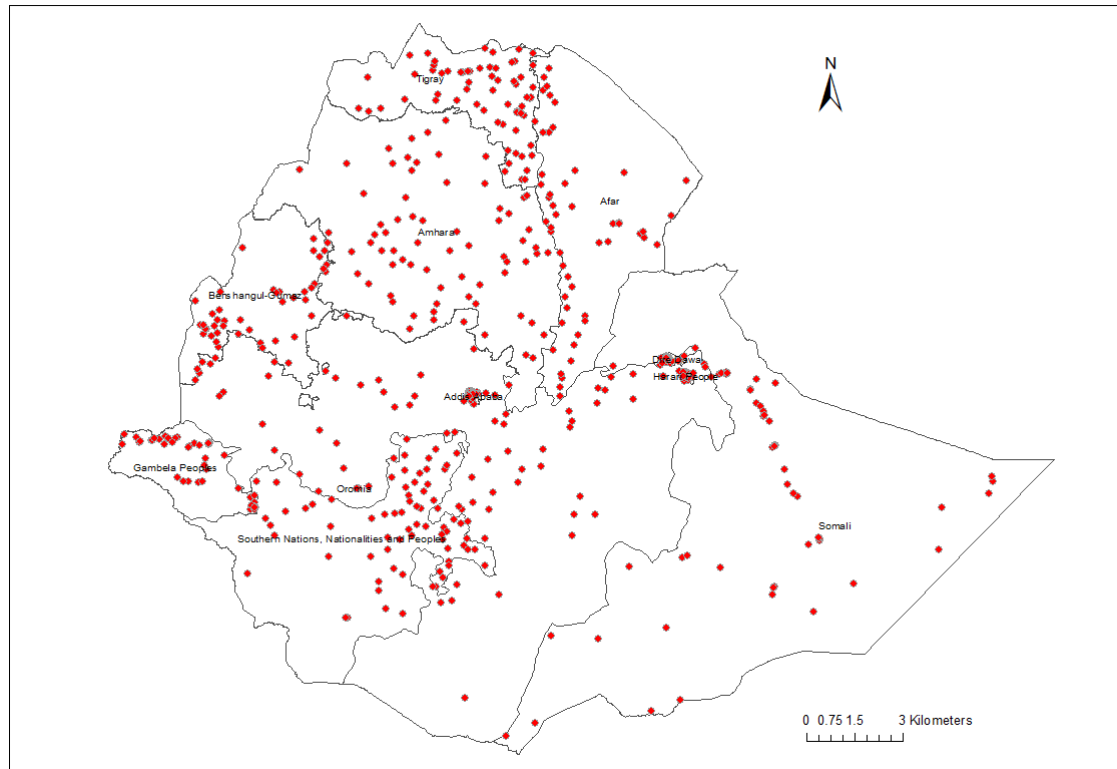 N
Tigray
Afar
Amhara
Benshangul-Gumaz
Dire Dawa
Harari People
Addis Ababa
Gambela Peoples
Oromia
Somali
Southern Nations, Nationalities and Peoples
0 0.75 1.5 3 Kilometers